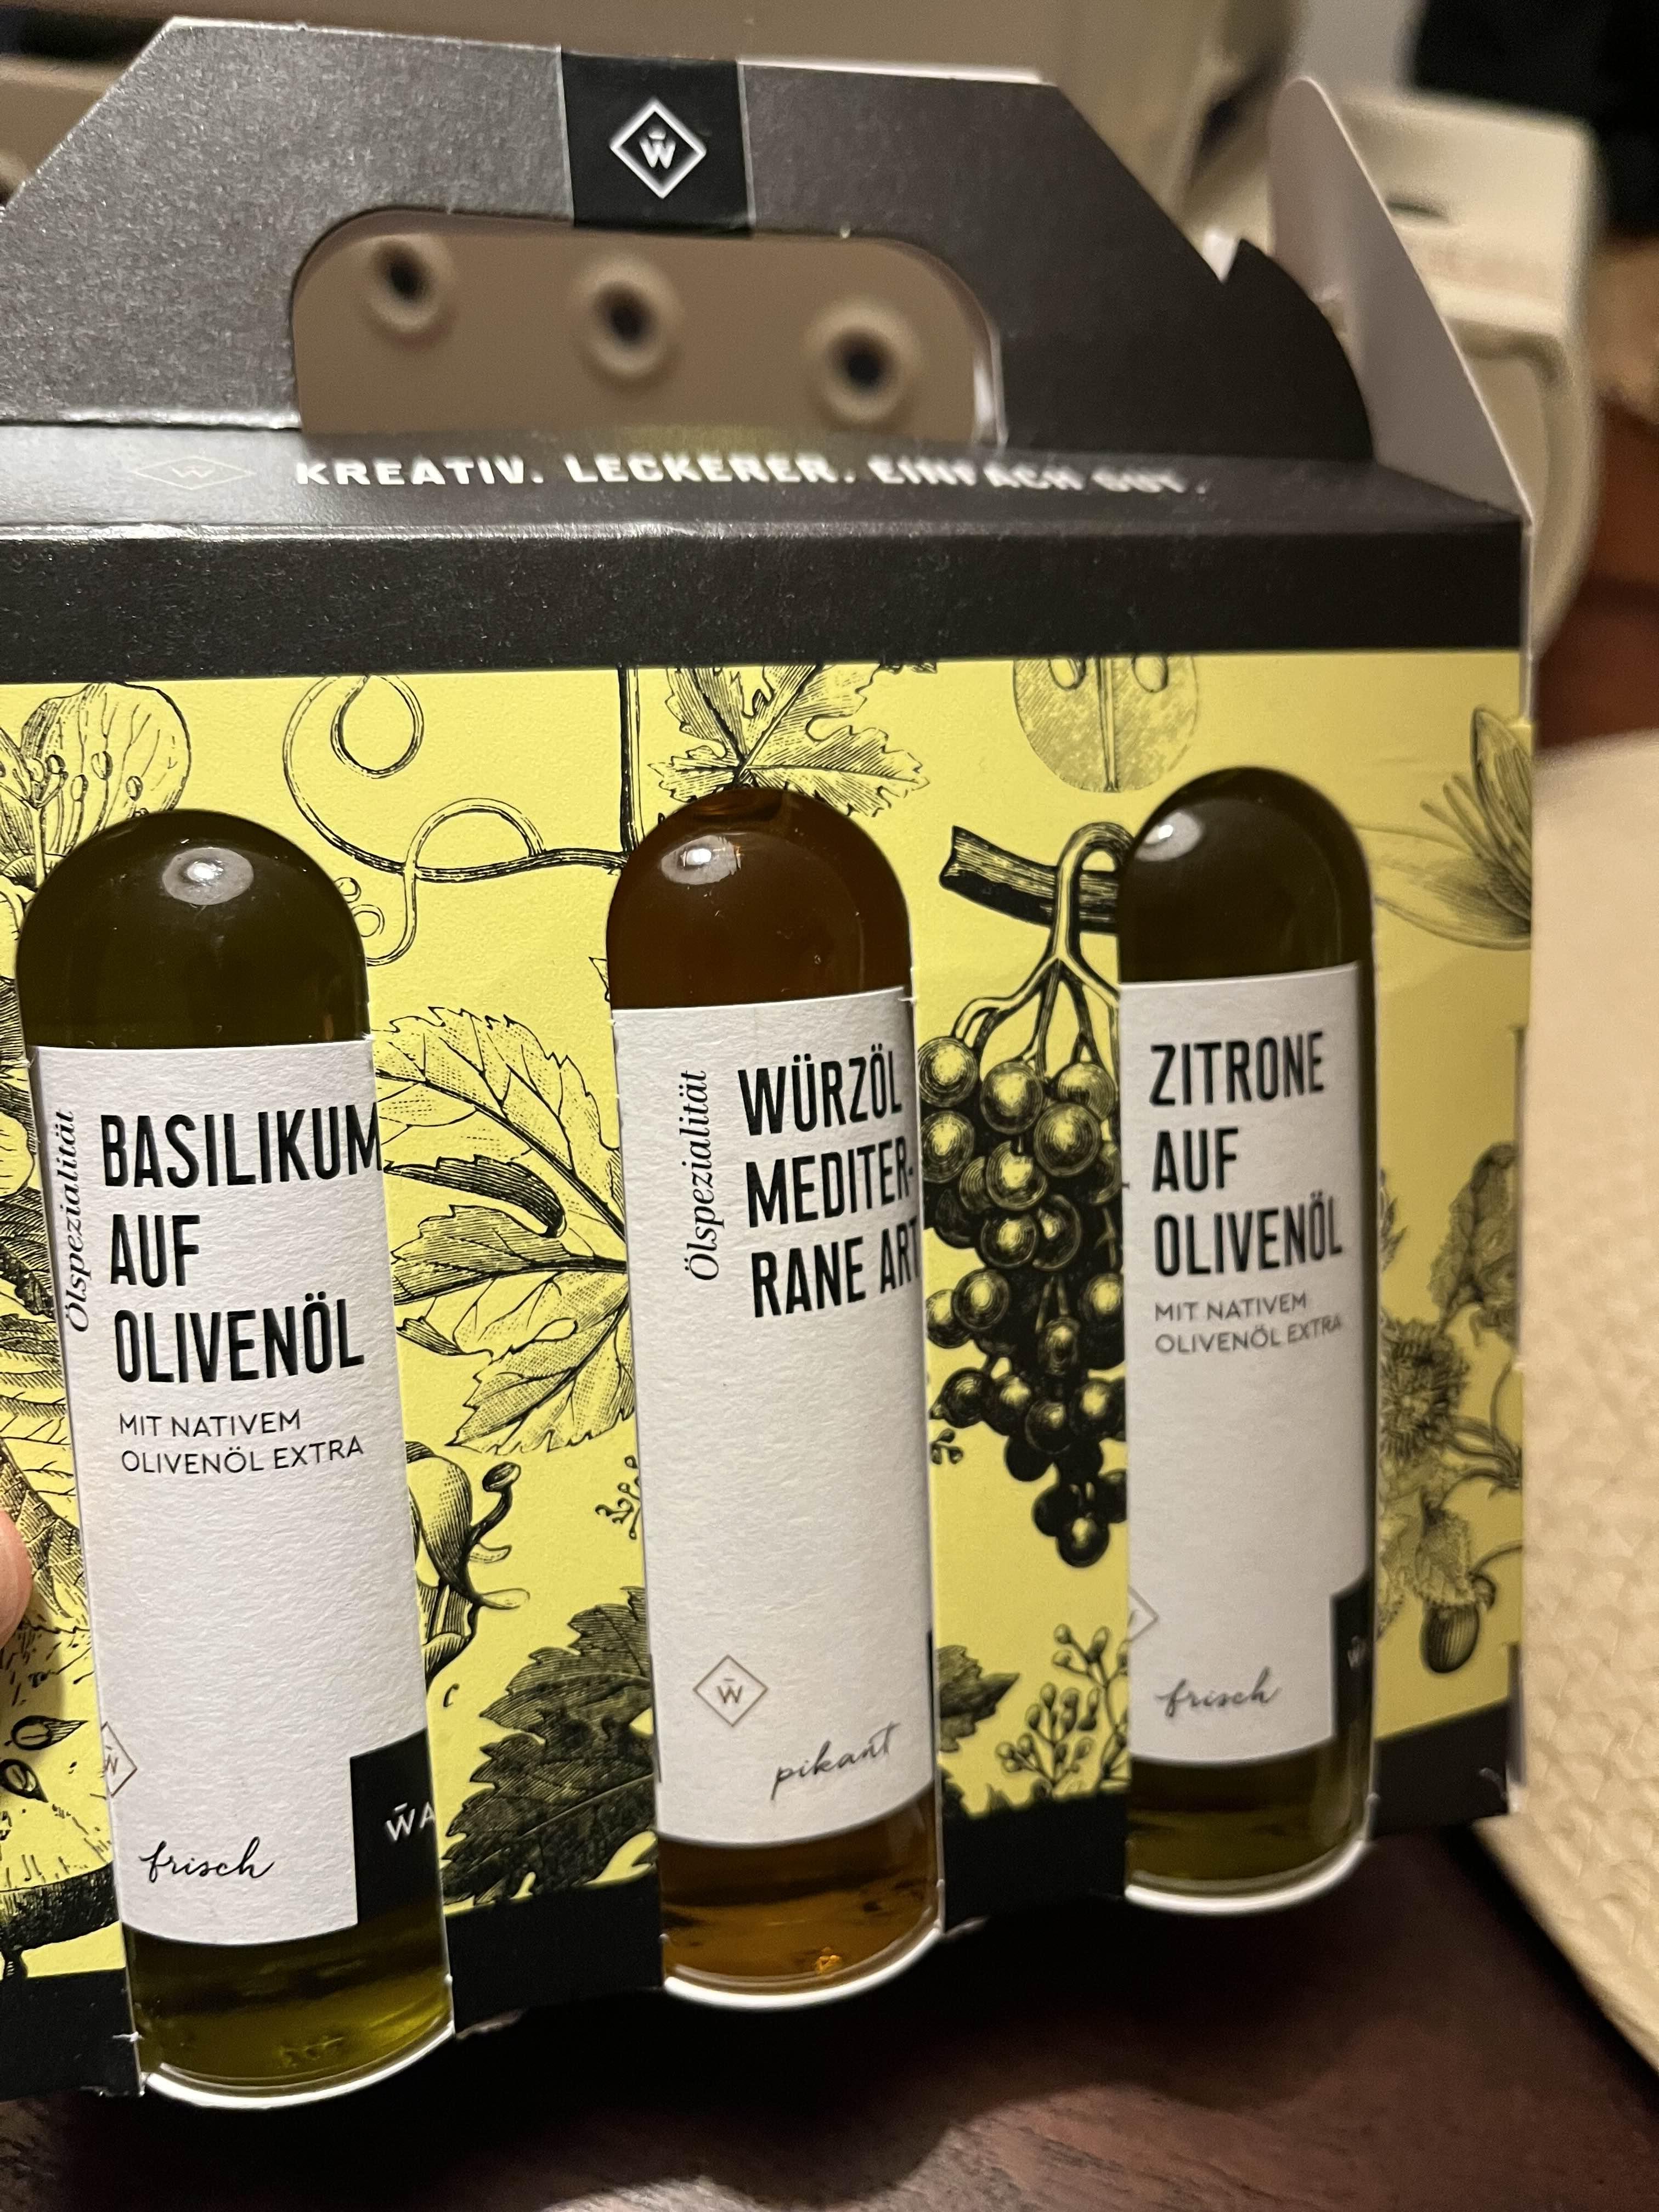 W̄
W̄
KREATIV. LECKERER. EINFACH GUT.
Ölspezialität
BASILIKUM
AUF
OLIVENÖL
MIT NATIVEM
OLIVENÖL EXTRA
W̄
frisch
W̄A
Ölspezialität
WÜRZÖL
MEDITER-
RANE ART
W̄
pikant
ZITRONE
AUF
OLIVENÖL
MIT NATIVEM
OLIVENÖL EXTRA
frisch
W̄